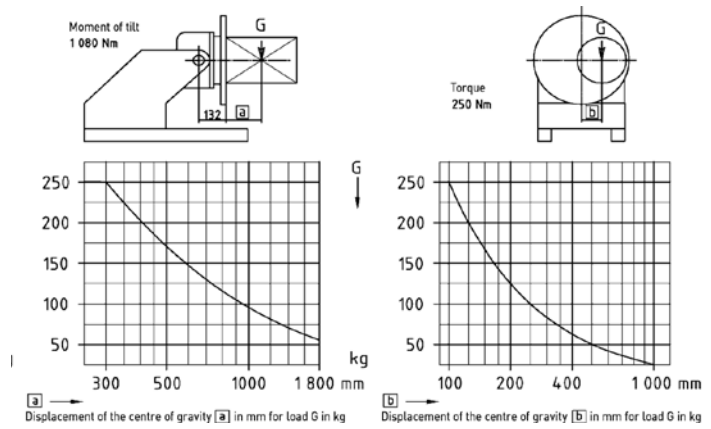 Moment of tilt
1 080 Nm
G
132 a
G
Torque
250 Nm
b
250
200
150
100
50
300 500 1000 1 800 mm
G
kg
250
200
150
100
50
100 200 400 1 000 mm
a
Displacement of the centre of gravity a in mm for load G in kg
b
Displacement of the centre of gravity b in mm for load G in kg